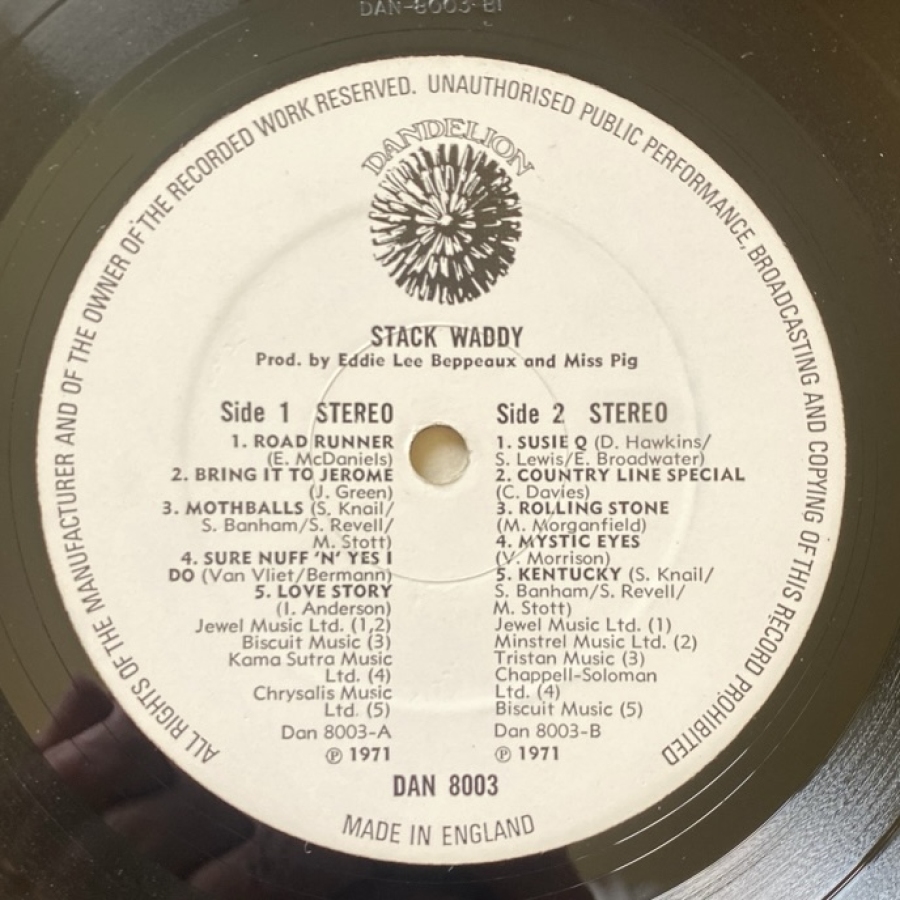 DAN-8003-B1
ALL RIGHTS OF THE MANUFACTURER AND OF THE OWNER OF THE RECORDED WORK RESERVED. UNAUTHORISED PUBLIC PERFORMANCE, BROADCASTING AND COPYING OF THIS RECORD PROHIBITED
DANDELION
STACK WADDY
Prod. by Eddie Lee Beppeaux and Miss Pig
Side 1 STEREO
1. ROAD RUNNER
(E. McDaniels)
2. BRING IT TO JEROME
(J. Green)
3. MOTHBALLS (S. Knail/
S. Banham/S. Revell/
M. Stott)
4. SURE NUFF 'N' YES I
DO (Van Vliet/Bermann)
5. LOVE STORY
(I. Anderson)
Jewel Music Ltd. (1,2)
Biscuit Music (3)
Kama Sutra Music
Ltd. (4)
Chrysalis Music
Ltd. (5)
Dan 8003-A
℗ 1971
Side 2 STEREO
1. SUSIE Q (D. Hawkins/
S. Lewis/E. Broadwater)
2. COUNTRY LINE SPECIAL
(C. Davies)
3. ROLLING STONE
(M. Morganfield)
4. MYSTIC EYES
(V. Morrison)
5. KENTUCKY (S. Knail/
S. Banham/S. Revell/
M. Stott)
Jewel Music Ltd. (1)
Minstrel Music Ltd. (2)
Tristan Music (3)
Chappell-Soloman
Ltd. (4)
Biscuit Music (5)
Dan 8003-B
℗ 1971
DAN 8003
MADE IN ENGLAND